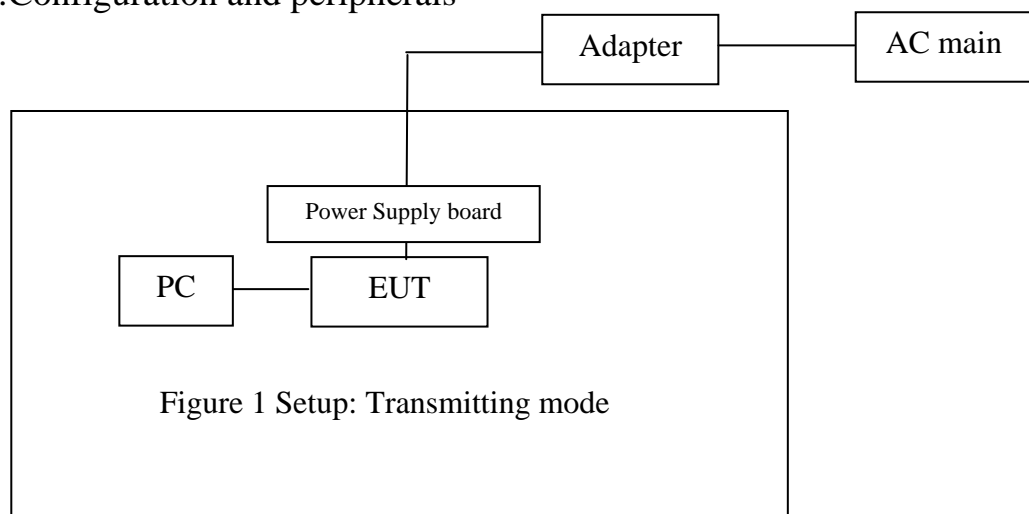 .Configuration and peripherals
Adapter
AC main
Power Supply board
PC
EUT
Figure 1 Setup: Transmitting mode